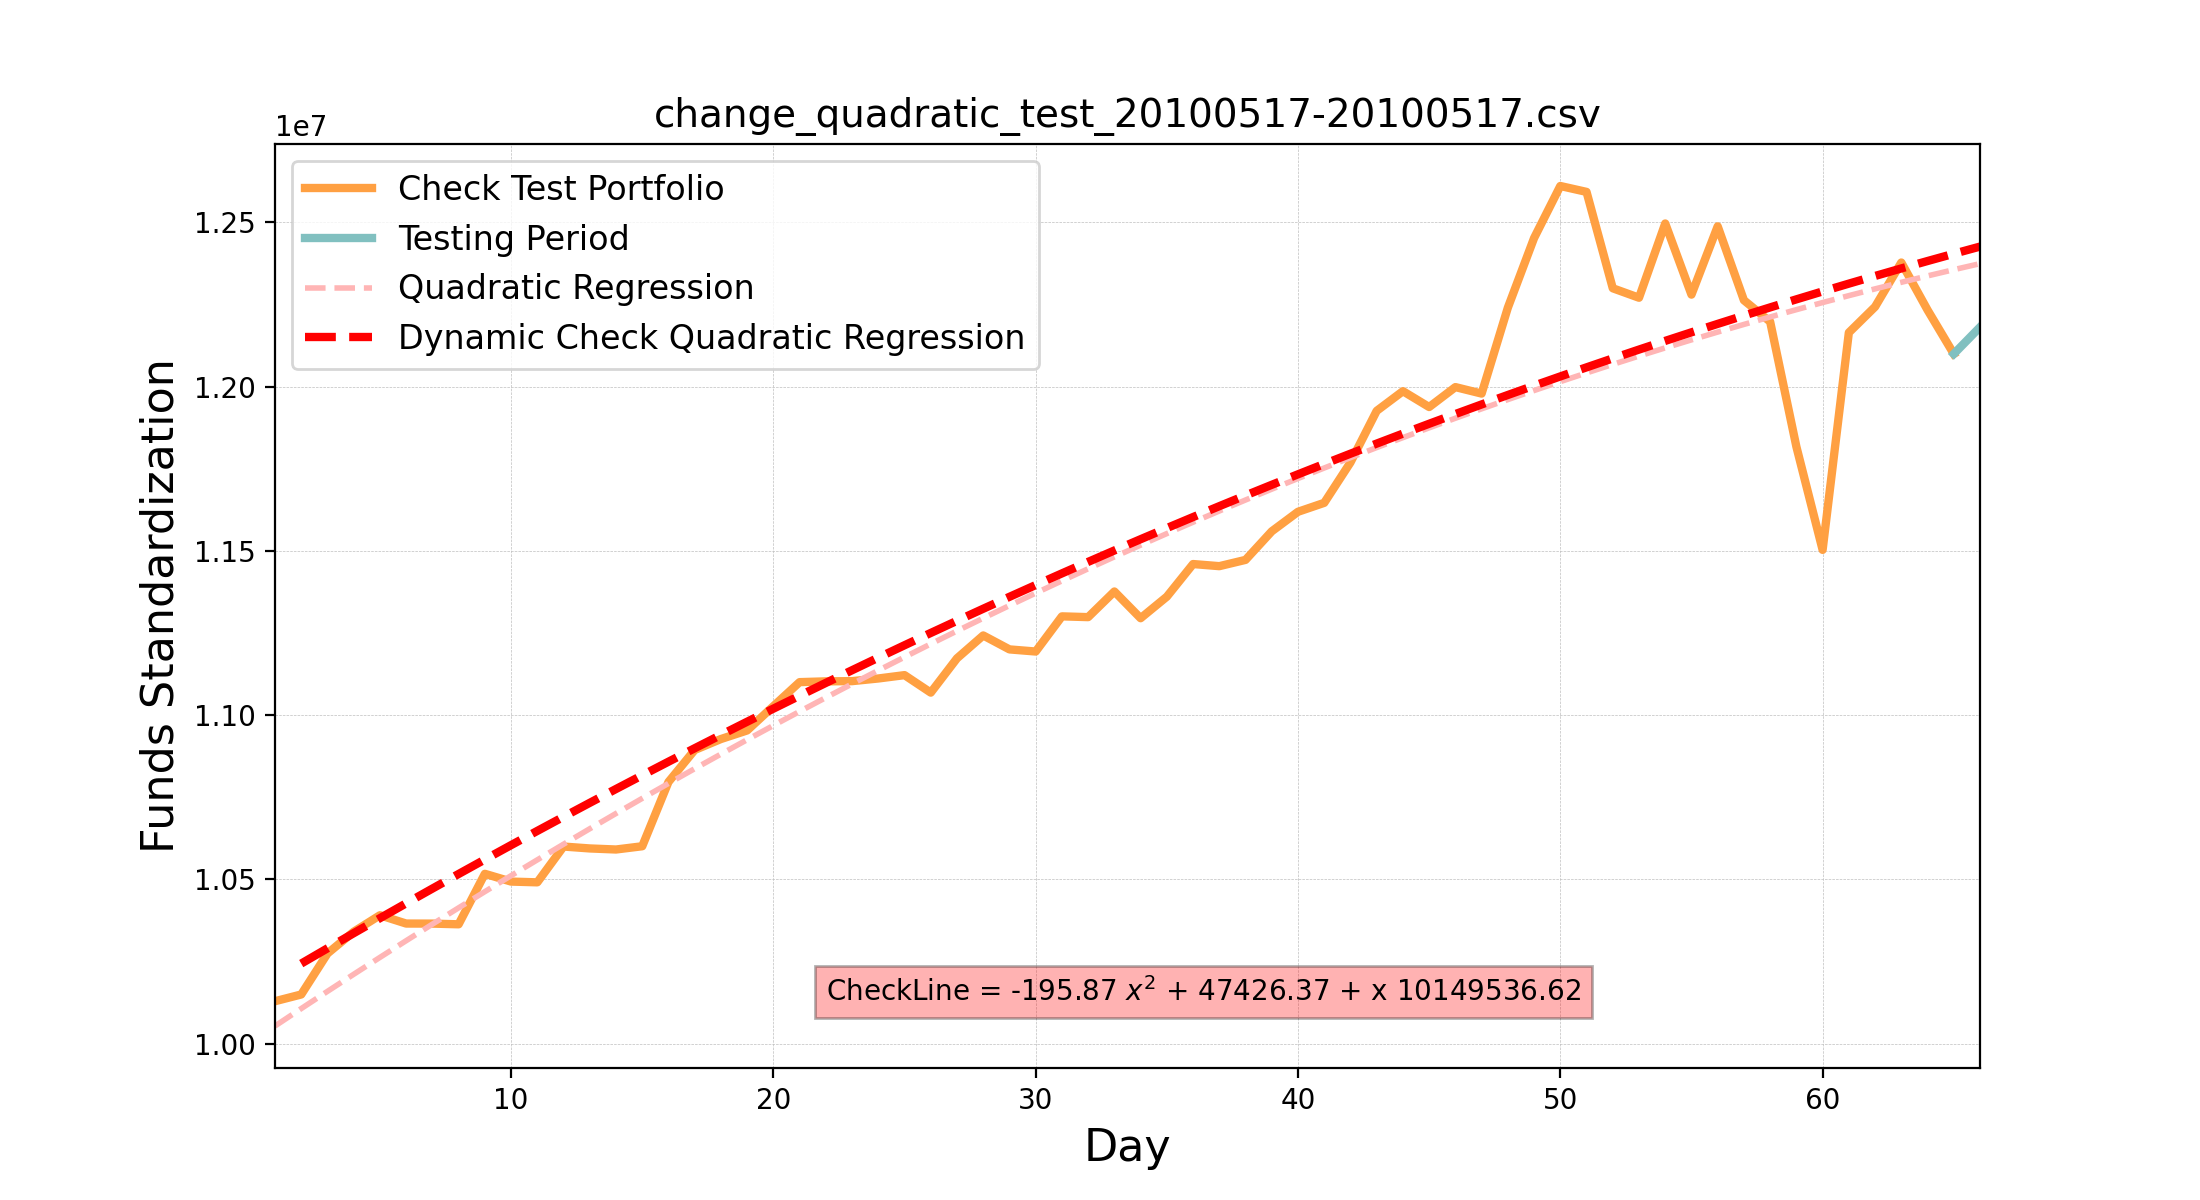 change_quadratic_test_20100517-20100517.csv
1e7
Check Test Portfolio
Testing Period
Quadratic Regression
Dynamic Check Quadratic Regression
1.25
1.20
1.15
1.10
1.05
1.00
Funds Standardization
CheckLine = -195.87 x² + 47426.37 + x 10149536.62
10 20 30 40 50 60
Day